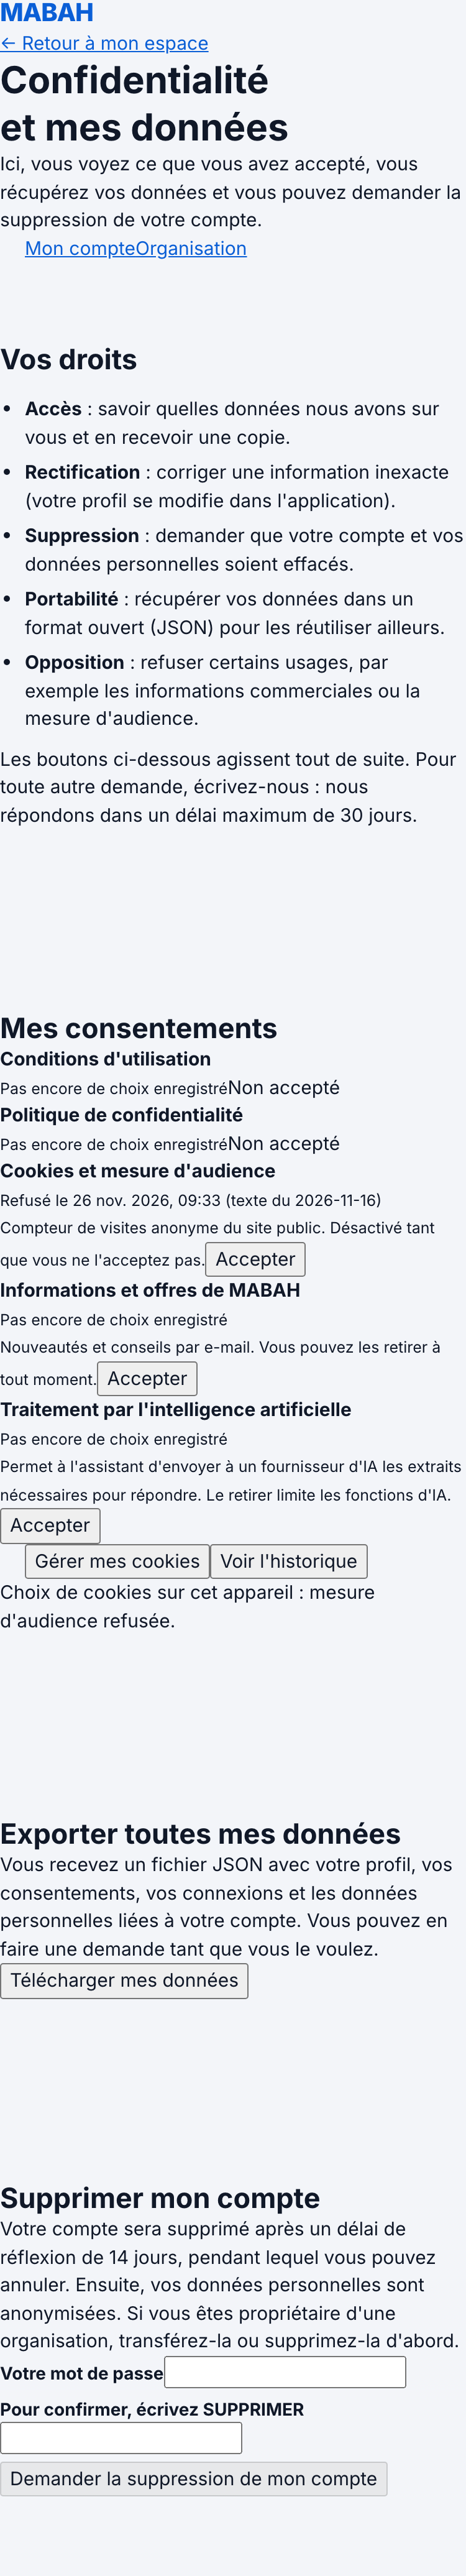 MABAH
← Retour à mon espace
Confidentialité
et mes données
Ici, vous voyez ce que vous avez accepté, vous
récupérez vos données et vous pouvez demander la
suppression de votre compte.
Mon compteOrganisation
Vos droits
• Accès : savoir quelles données nous avons sur
vous et en recevoir une copie.
• Rectification : corriger une information inexacte
(votre profil se modifie dans l'application).
• Suppression : demander que votre compte et vos
données personnelles soient effacés.
• Portabilité : récupérer vos données dans un
format ouvert (JSON) pour les réutiliser ailleurs.
• Opposition : refuser certains usages, par
exemple les informations commerciales ou la
mesure d'audience.
Les boutons ci-dessous agissent tout de suite. Pour
toute autre demande, écrivez-nous : nous
répondons dans un délai maximum de 30 jours.
Mes consentements
Conditions d'utilisation
Pas encore de choix enregistréNon accepté
Politique de confidentialité
Pas encore de choix enregistréNon accepté
Cookies et mesure d'audience
Refusé le 26 nov. 2026, 09:33 (texte du 2026-11-16)
Compteur de visites anonyme du site public. Désactivé tant
que vous ne l'acceptez pas. Accepter
Informations et offres de MABAH
Pas encore de choix enregistré
Nouveautés et conseils par e-mail. Vous pouvez les retirer à
tout moment. Accepter
Traitement par l'intelligence artificielle
Pas encore de choix enregistré
Permet à l'assistant d'envoyer à un fournisseur d'IA les extraits
nécessaires pour répondre. Le retirer limite les fonctions d'IA.
Accepter
Gérer mes cookies Voir l'historique
Choix de cookies sur cet appareil : mesure
d'audience refusée.
Exporter toutes mes données
Vous recevez un fichier JSON avec votre profil, vos
consentements, vos connexions et les données
personnelles liées à votre compte. Vous pouvez en
faire une demande tant que vous le voulez.
Télécharger mes données
Supprimer mon compte
Votre compte sera supprimé après un délai de
réflexion de 14 jours, pendant lequel vous pouvez
annuler. Ensuite, vos données personnelles sont
anonymisées. Si vous êtes propriétaire d'une
organisation, transférez-la ou supprimez-la d'abord.
Votre mot de passe
Pour confirmer, écrivez SUPPRIMER
Demander la suppression de mon compte